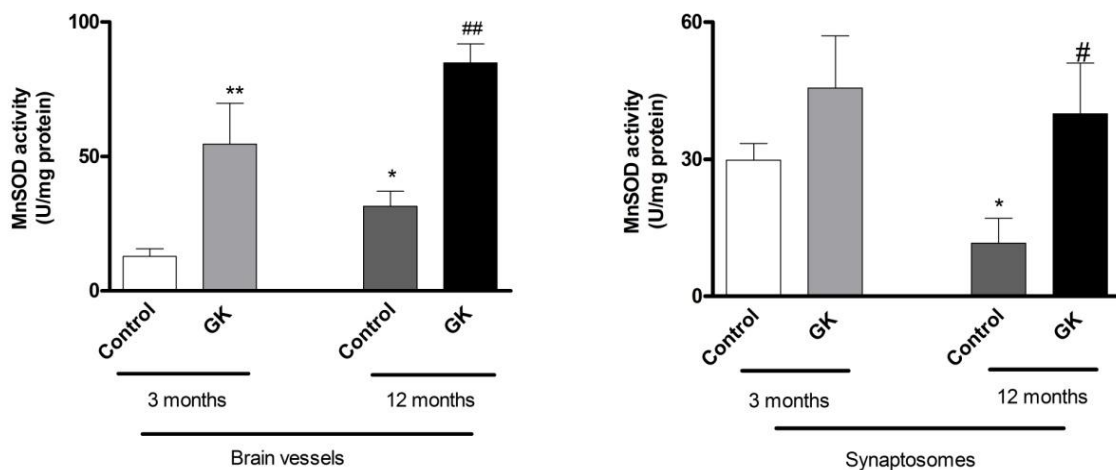 MnSOD activity
(U/mg protein)
100
50
0
**
*
##
Control
GK
Control
GK
3 months
12 months
Brain vessels
MnSOD activity
(U/mg protein)
60
30
0
*
#
Control
GK
Control
GK
3 months
12 months
Synaptosomes